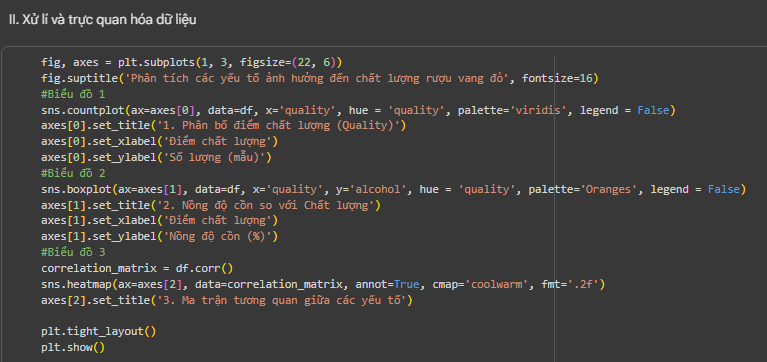 II. Xử lí và trực quan hóa dữ liệu
fig, axes = plt.subplots(1, 3, figsize=(22, 6))
fig.suptitle('Phân tích các yếu tố ảnh hưởng đến chất lượng rượu vang đỏ', fontsize=16)
#Biểu đồ 1
sns.countplot(ax=axes[0], data=df, x='quality', hue = 'quality', palette='viridis', legend = False)
axes[0].set_title('1. Phân bố điểm chất lượng (Quality)')
axes[0].set_xlabel('Điểm chất lượng')
axes[0].set_ylabel('Số lượng (mẫu)')
#Biểu đồ 2
sns.boxplot(ax=axes[1], data=df, x='quality', y='alcohol', hue = 'quality', palette='Oranges', legend = False)
axes[1].set_title('2. Nồng độ cồn so với Chất lượng')
axes[1].set_xlabel('Điểm chất lượng')
axes[1].set_ylabel('Nồng độ cồn (%)')
#Biểu đồ 3
correlation_matrix = df.corr()
sns.heatmap(ax=axes[2], data=correlation_matrix, annot=True, cmap='coolwarm', fmt='.2f')
axes[2].set_title('3. Ma trận tương quan giữa các yếu tố')
plt.tight_layout()
plt.show()